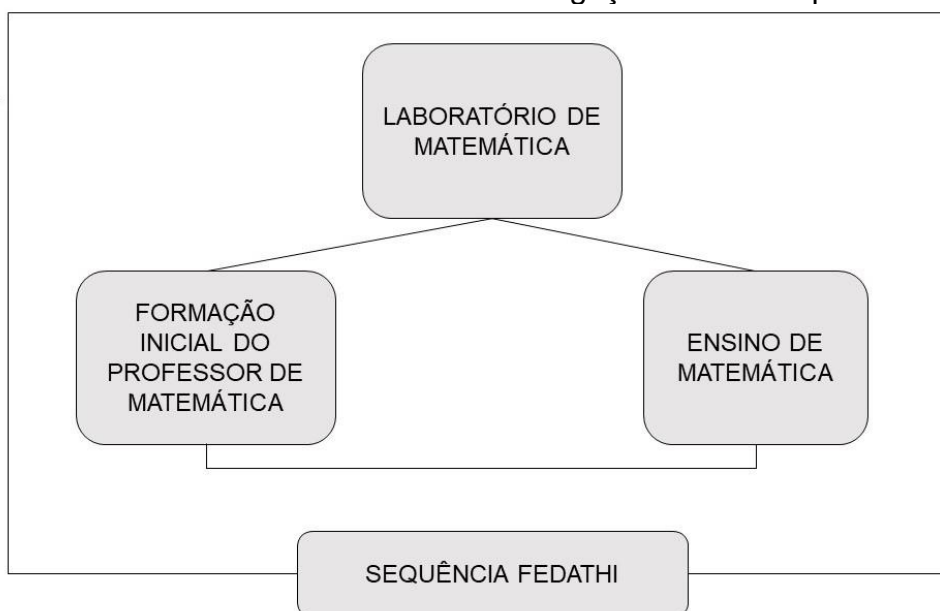 LABORATÓRIO DE
MATEMÁTICA
FORMAÇÃO
INICIAL DO
PROFESSOR DE
MATEMÁTICA
ENSINO DE
MATEMÁTICA
SEQUÊNCIA FEDATHI